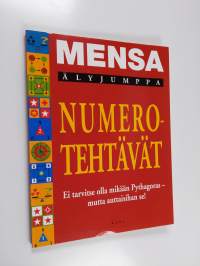 MENSA
ÄLYJUMPPA
NUMERO-
TEHTÄVÄT
Ei tarvitse olla mikään Pythagoras –
mutta auttaisihan se!